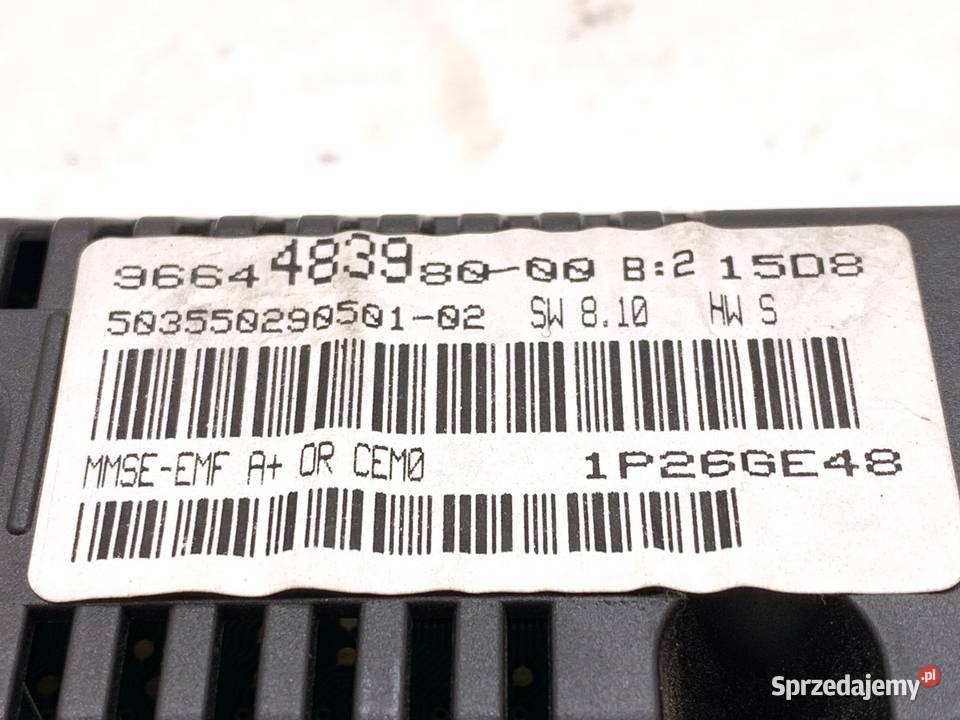 9664483980-00 B:2 15D8
503550290501-02 SW 8.10 HW S
MMSE-EMF A+ OR CEM0 1P26GE48
Sprzedajemy.pl